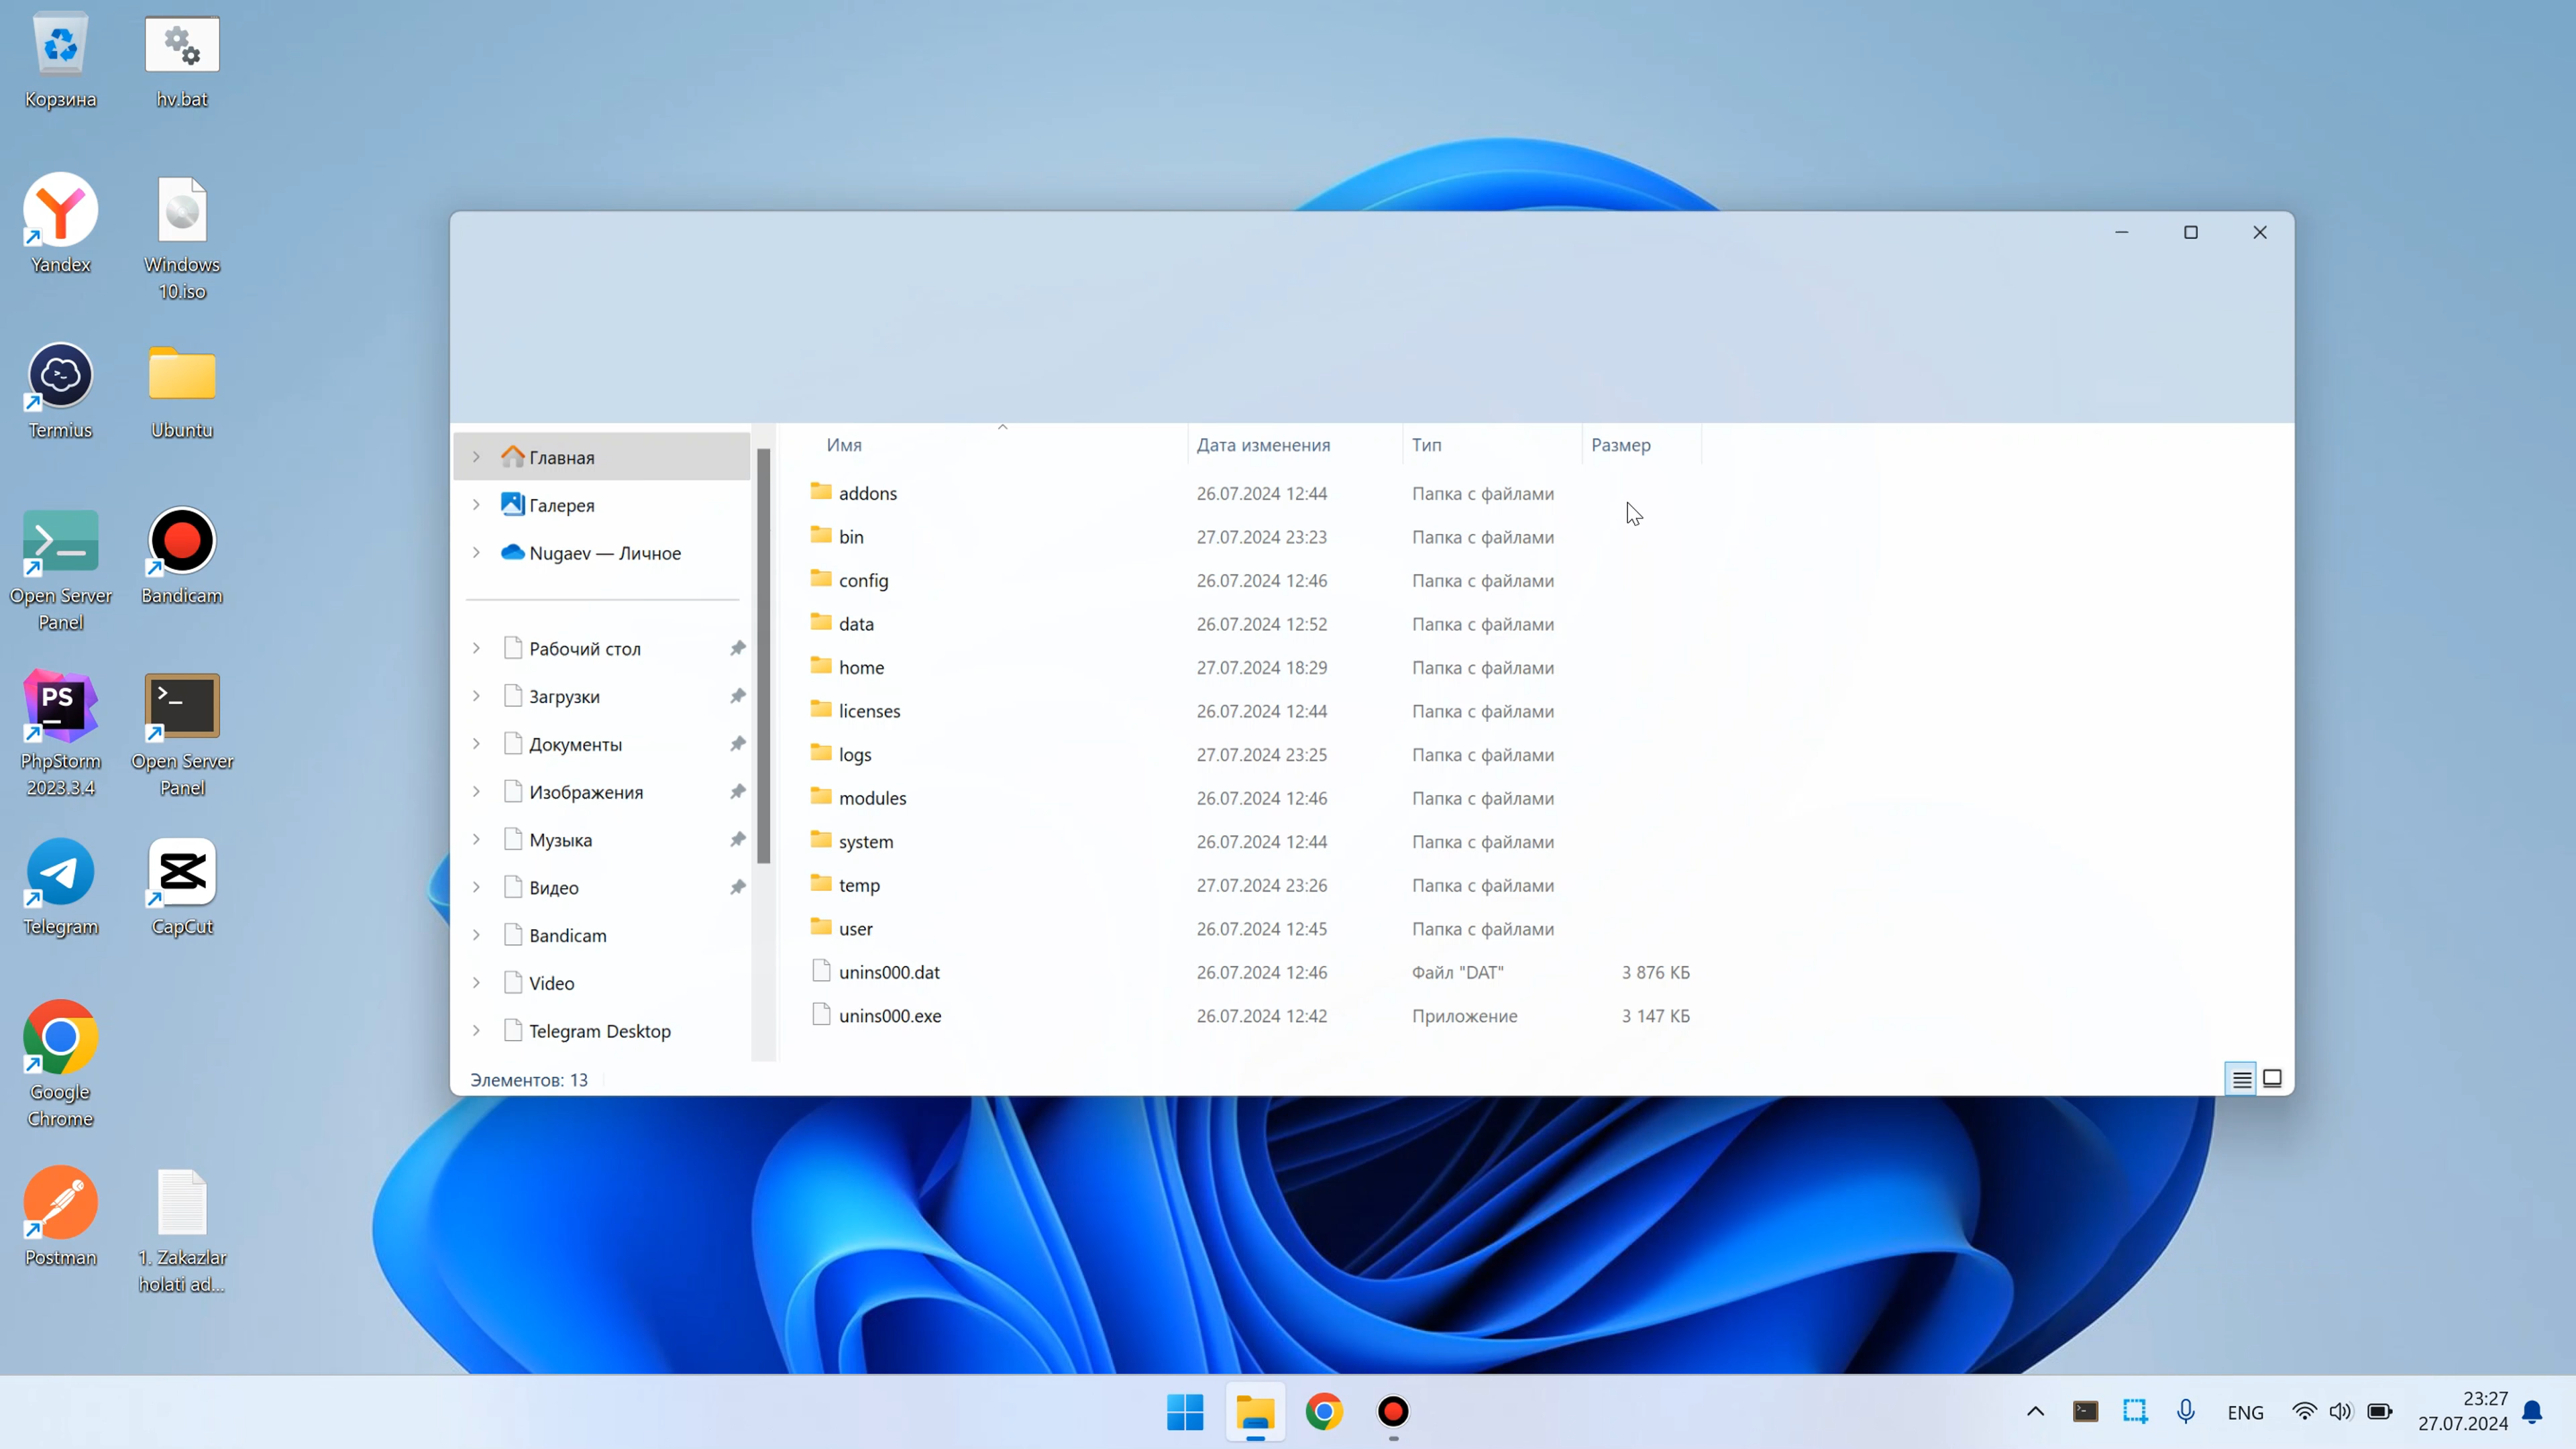 Корзина
hv.bat
Yandex
Windows
10.iso
Termius
Ubuntu
Open Server
Panel
Bandicam
PS
PhpStorm
2023.3.4
Open Server
Panel
Telegram
CapCut
Google
Chrome
Postman
1. Zakazlar
holati ad...
Главная
Галерея
Nugaev — Личное
Рабочий стол
Загрузки
Документы
Изображения
Музыка
Видео
Bandicam
Video
Telegram Desktop
Имя Дата изменения Тип Размер
addons 26.07.2024 12:44 Папка с файлами
bin 27.07.2024 23:23 Папка с файлами
config 26.07.2024 12:46 Папка с файлами
data 26.07.2024 12:52 Папка с файлами
home 27.07.2024 18:29 Папка с файлами
licenses 26.07.2024 12:44 Папка с файлами
logs 27.07.2024 23:25 Папка с файлами
modules 26.07.2024 12:46 Папка с файлами
system 26.07.2024 12:44 Папка с файлами
temp 27.07.2024 23:26 Папка с файлами
user 26.07.2024 12:45 Папка с файлами
unins000.dat 26.07.2024 12:46 Файл "DAT" 3 876 КБ
unins000.exe 26.07.2024 12:42 Приложение 3 147 КБ
Элементов: 13
ENG
23:27
27.07.2024